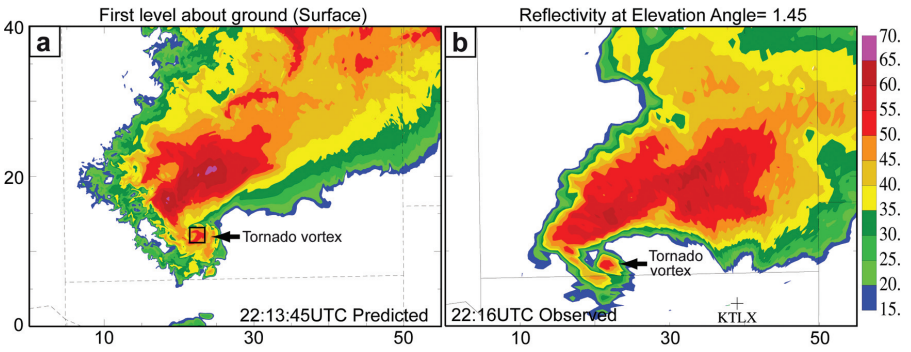 First level about ground (Surface)
Reflectivity at Elevation Angle= 1.45
a
b
40
20
0
10
30
50
10
30
50
Tornado vortex
Tornado
vortex
22:13:45UTC Predicted
22:16UTC Observed
KTLX
70.
65.
60.
55.
50.
45.
40.
35.
30.
25.
20.
15.